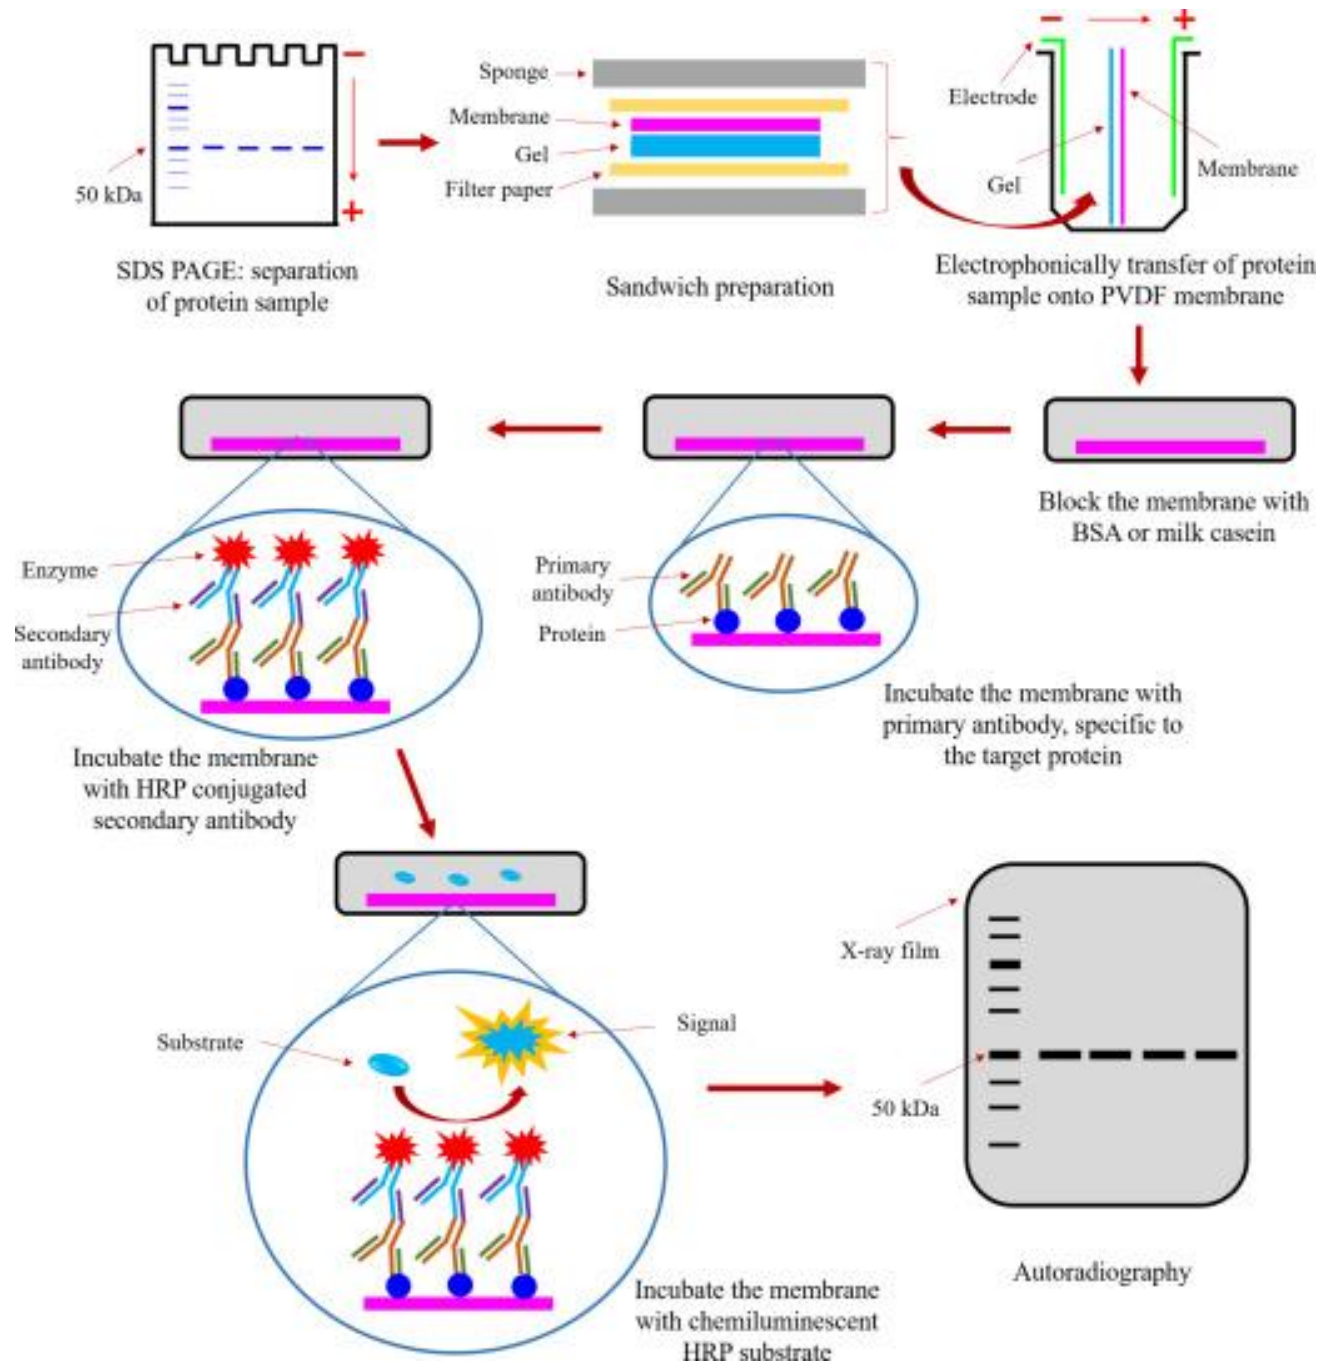 −
+
50 kDa
SDS PAGE: separation
of protein sample
Sponge
Membrane
Gel
Filter paper
Sandwich preparation
− +
Electrode
Gel
Membrane
Electrophonically transfer of protein
sample onto PVDF membrane
Block the membrane with
BSA or milk casein
Primary
antibody
Protein
Incubate the membrane with
primary antibody, specific to
the target protein
Enzyme
Secondary
antibody
Incubate the membrane
with HRP conjugated
secondary antibody
Substrate
Signal
Incubate the membrane
with chemiluminescent
HRP substrate
X-ray film
50 kDa
Autoradiography